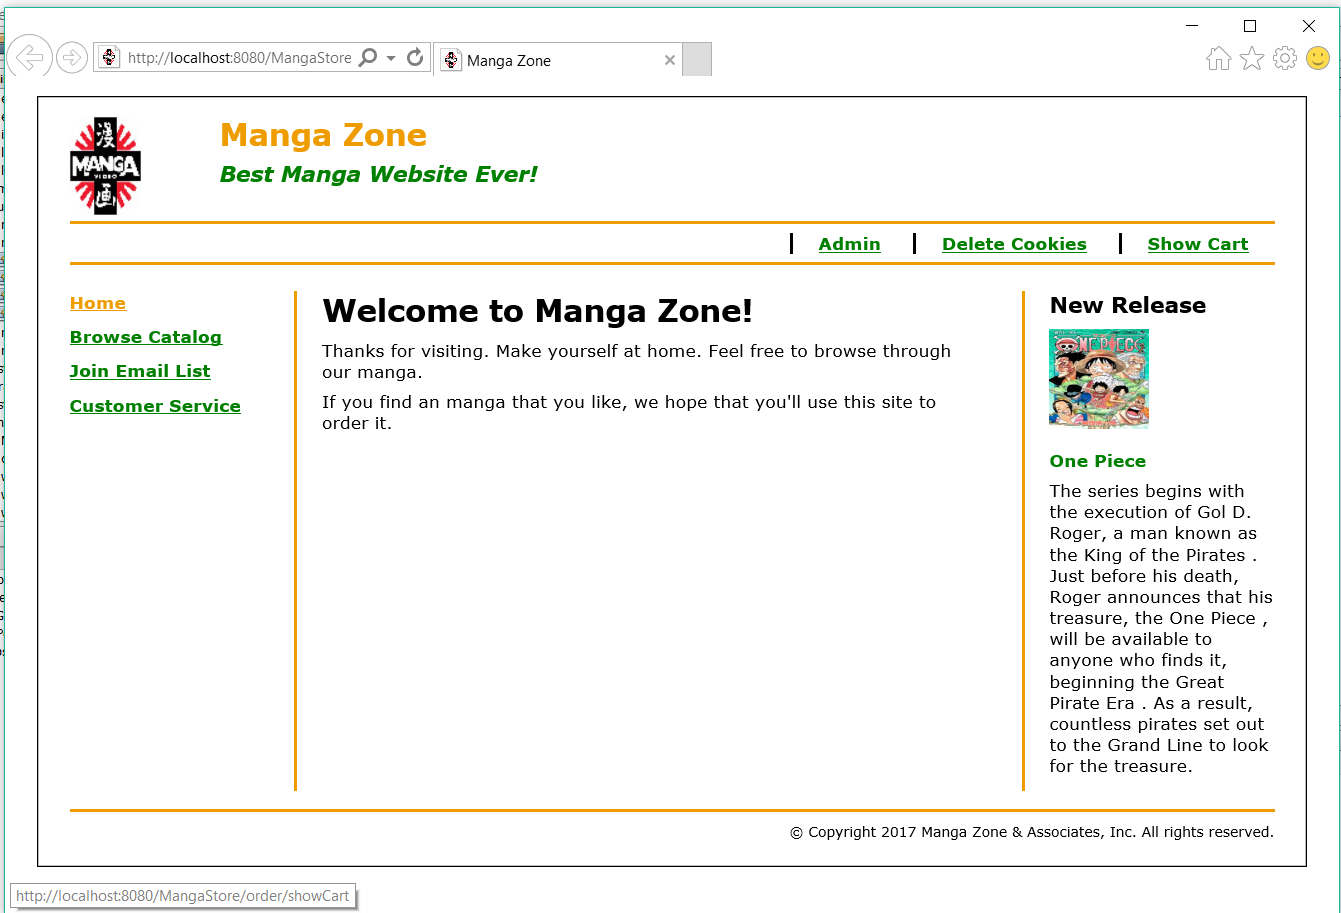 http://localhost:8080/MangaStore
Manga Zone
漫
MANGA
VIDEO
画
Manga Zone
Best Manga Website Ever!
Admin
Delete Cookies
Show Cart
Home
Browse Catalog
Join Email List
Customer Service
Welcome to Manga Zone!
Thanks for visiting. Make yourself at home. Feel free to browse through
our manga.
If you find an manga that you like, we hope that you'll use this site to
order it.
New Release
ONE PIECE
One Piece
The series begins with
the execution of Gol D.
Roger, a man known as
the King of the Pirates .
Just before his death,
Roger announces that his
treasure, the One Piece ,
will be available to
anyone who finds it,
beginning the Great
Pirate Era . As a result,
countless pirates set out
to the Grand Line to look
for the treasure.
© Copyright 2017 Manga Zone & Associates, Inc. All rights reserved.
http://localhost:8080/MangaStore/order/showCart